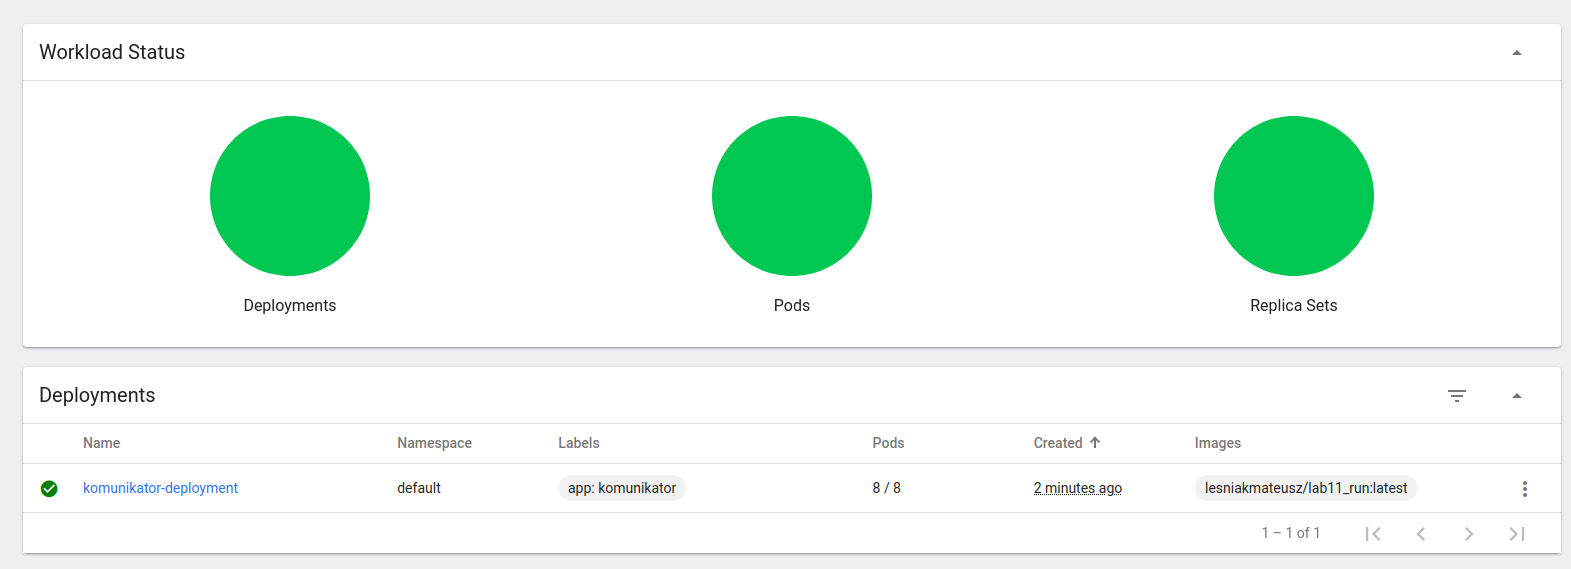 Workload Status
Deployments Pods Replica Sets
Deployments
Name Namespace Labels Pods Created Images
komunikator-deployment default app: komunikator 8 / 8 2 minutes ago lesniakmateusz/lab11_run:latest
1 – 1 of 1